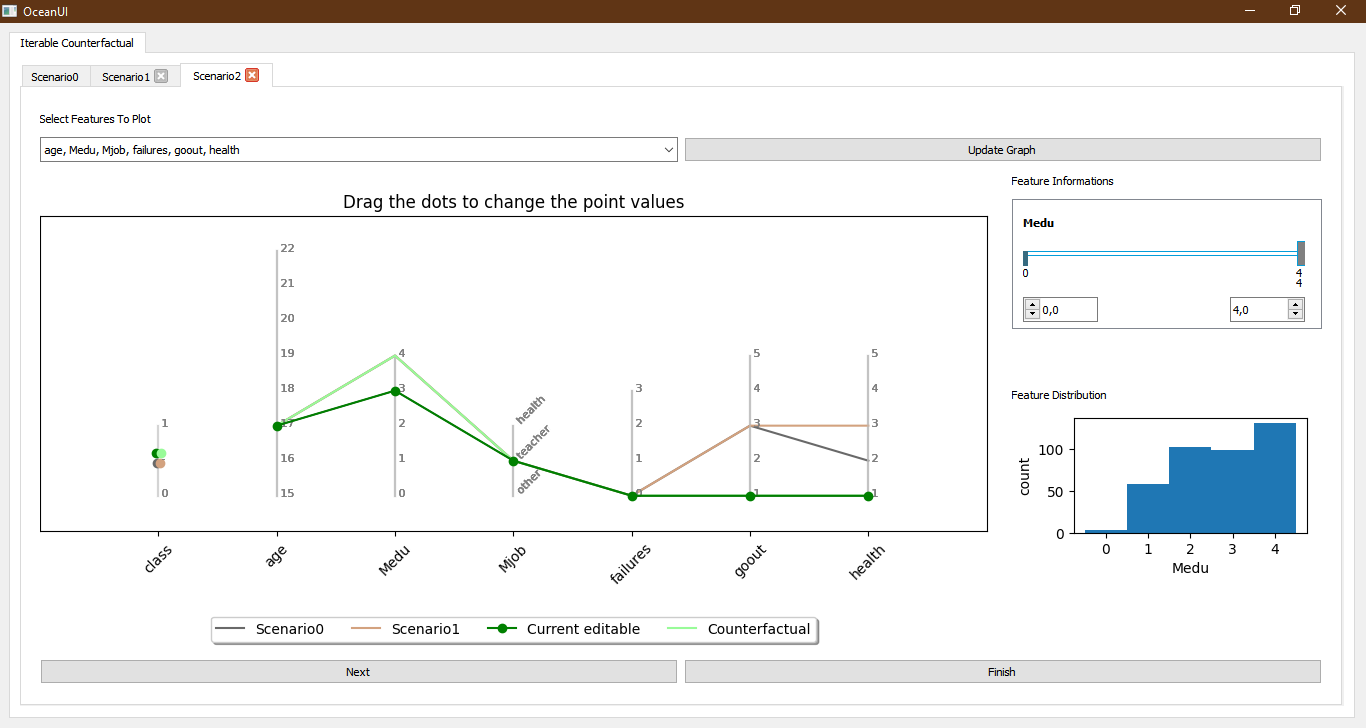 OceanUI
Iterable Counterfactual
Scenario0 Scenario1 Scenario2
Select Features To Plot
age, Medu, Mjob, failures, goout, health
Update Graph
Feature Informations
Drag the dots to change the point values
Medu
0 4
4
0,0 4,0
22
21
20
19 4 5 5
18 3 health 3 4 4
1 17 2 2 3 3
16 1 teacher 1 2 2
0 15 0 other 0 1 1
class age Medu Mjob failures goout health
Feature Distribution
count
100
50
0
0 1 2 3 4
Medu
Scenario0 Scenario1 Current editable Counterfactual
Next Finish